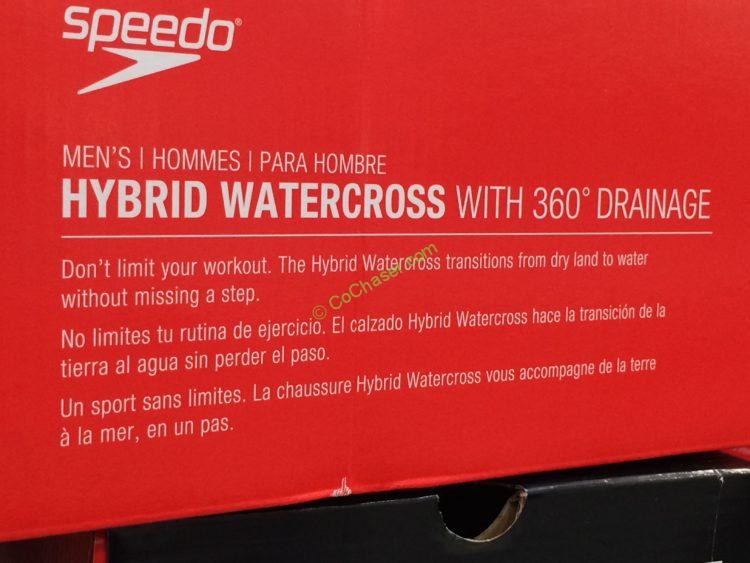 speedo®
MEN'S | HOMMES | PARA HOMBRE
HYBRID WATERCROSS WITH 360° DRAINAGE
Don't limit your workout. The Hybrid Watercross transitions from dry land to water
without missing a step.
No limites tu rutina de ejercicio. El calzado Hybrid Watercross hace la transición de la
tierra al agua sin perder el paso.
Un sport sans limites. La chaussure Hybrid Watercross vous accompagne de la terre
à la mer, en un pas.
© CoChaser.com